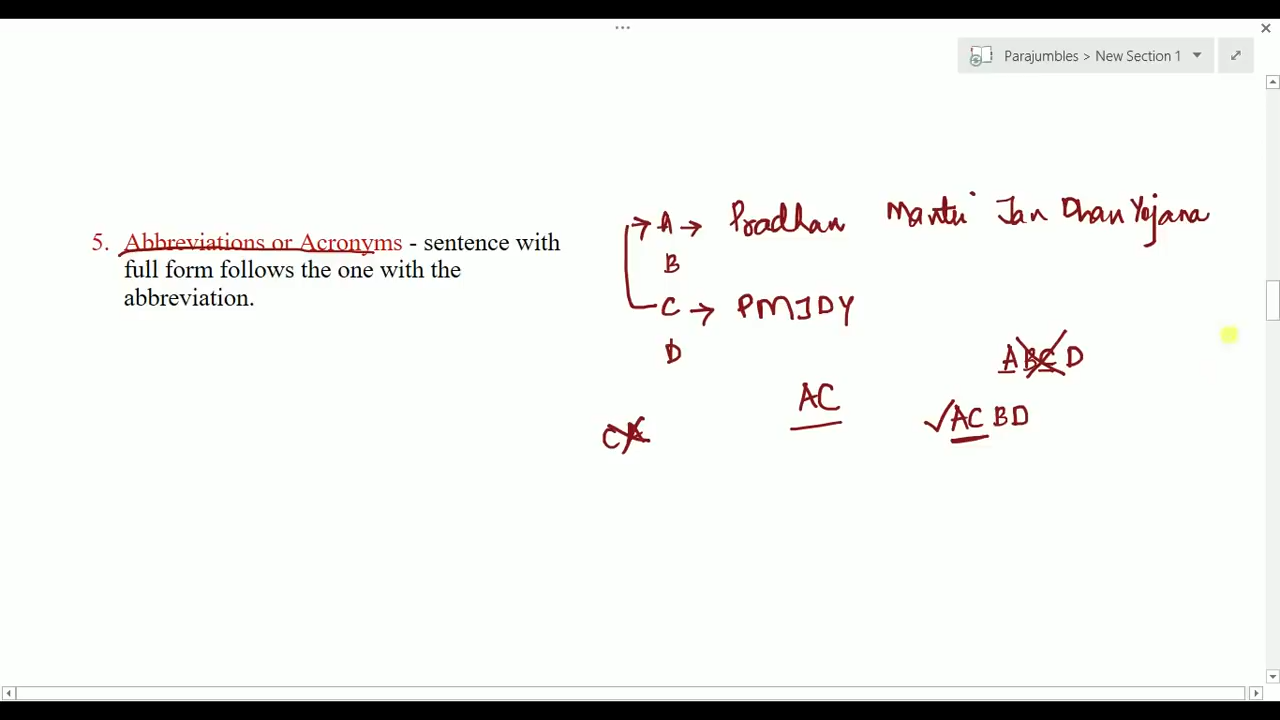 Parajumbles > New Section 1
5. Abbreviations or Acronyms - sentence with
full form follows the one with the
abbreviation.
A → Pradhan Mantri Jan Dhan Yojana
B
C → PMJDY
D
ABCD
AC
✓ACBD
CA